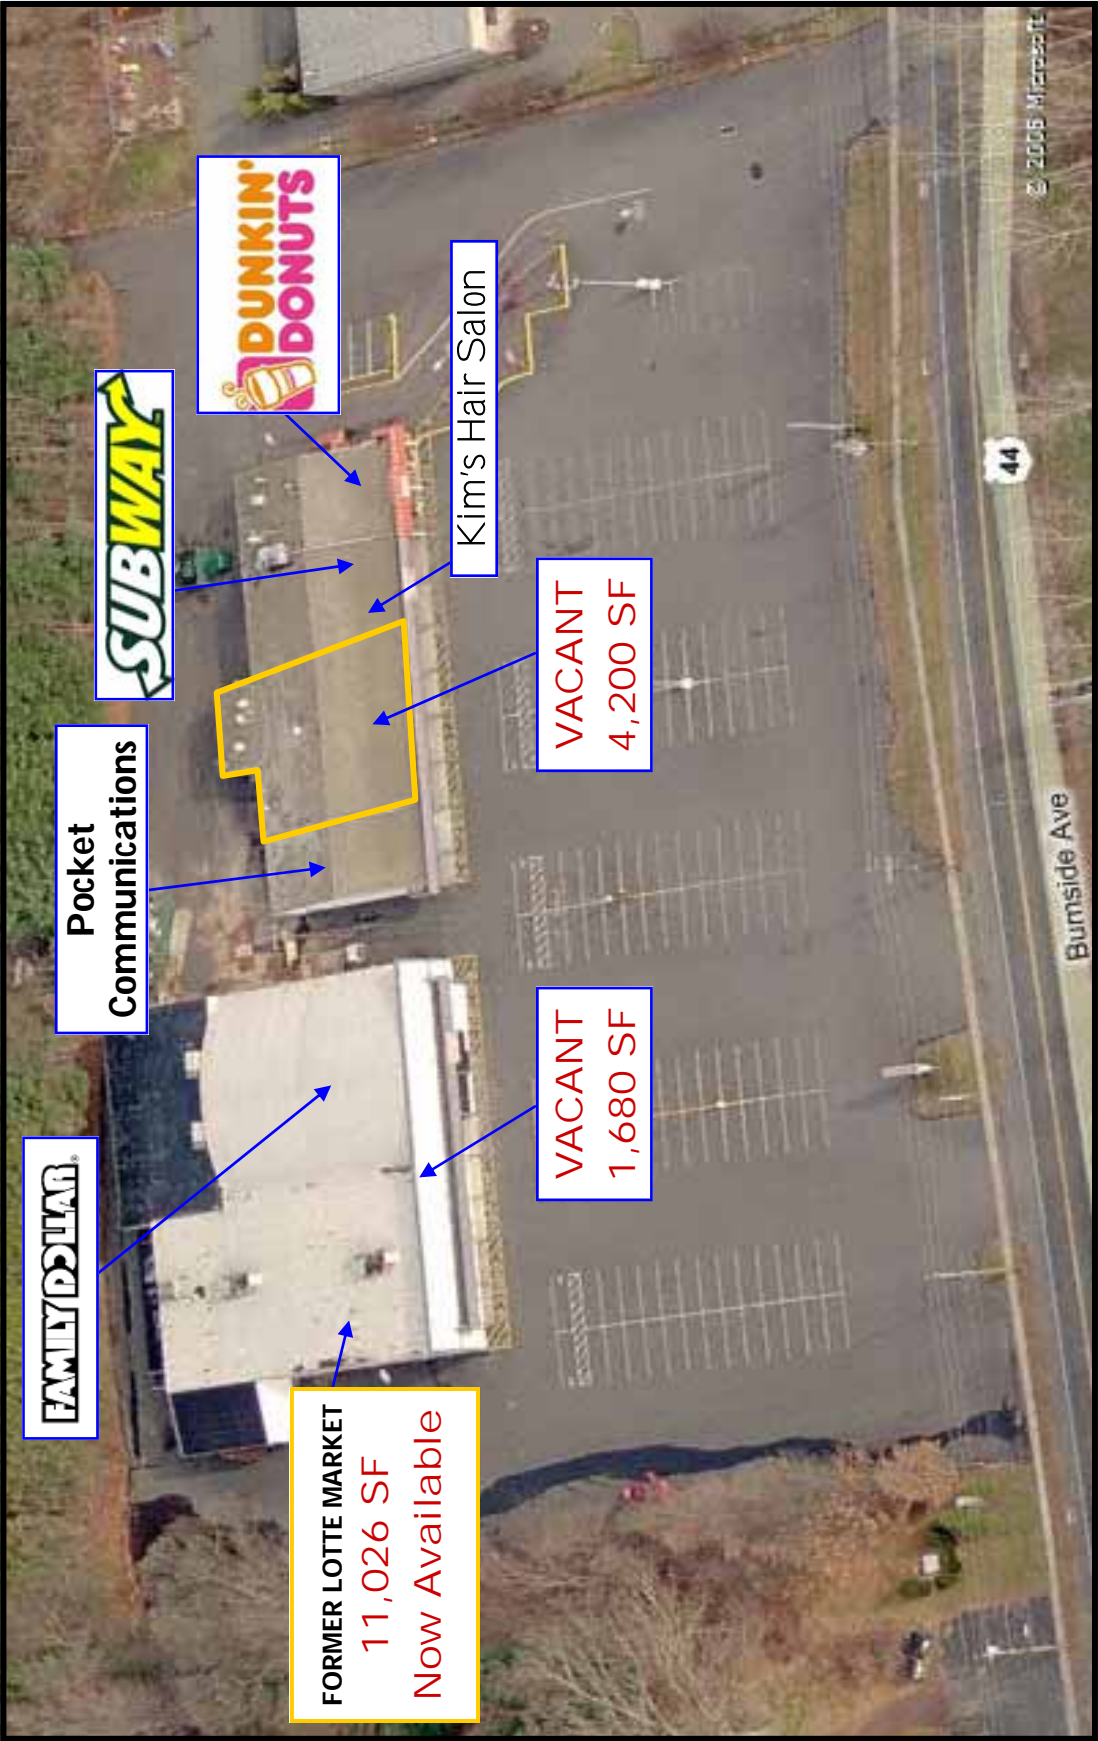 FAMILY DOLLAR
Pocket
Communications
SUBWAY
DUNKIN'
DONUTS
Kim's Hair Salon
FORMER LOTTE MARKET
11,026 SF
Now Available
VACANT
1,680 SF
VACANT
4,200 SF
44
Burnside Ave
© 2006 Microsoft